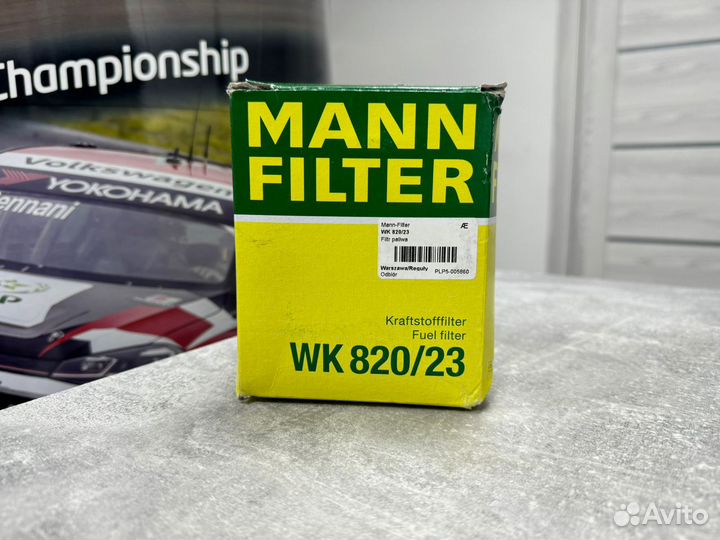 Championship
Volkswagen
YOKOHAMA
ennani
MANN
FILTER
Mann-Filter Æ
WK 820/23
Filtr paliwa
Warszawa/Reguły PLP5-005860
Odbiór
Kraftstofffilter
Fuel filter
WK 820/23
Avito